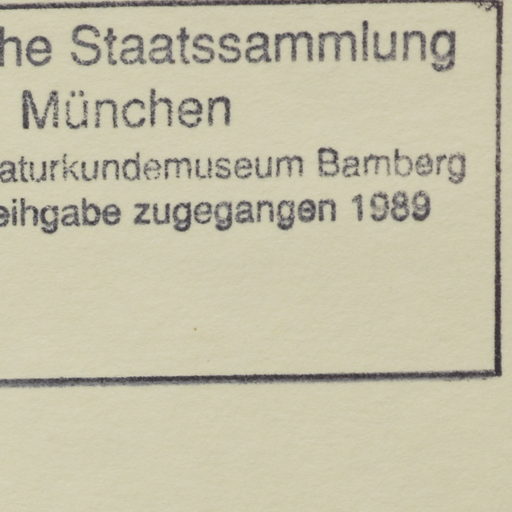 he Staatssammlung
München
aturkundemuseum Bamberg
eihgabe zugegangen 1989